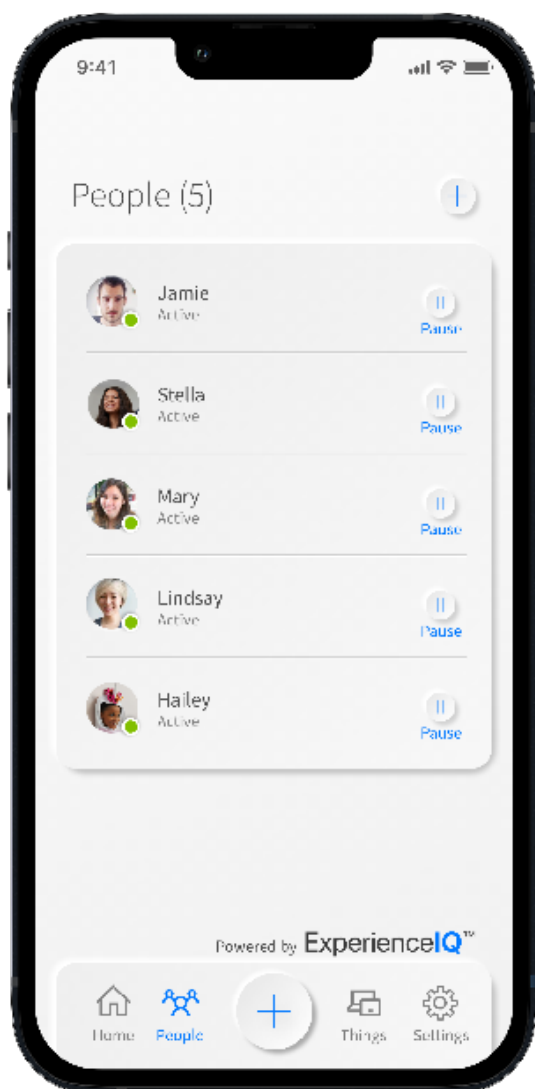 9:41
People (5)
Jamie
Active
Pause
Stella
Active
Pause
Mary
Active
Pause
Lindsay
Active
Pause
Hailey
Active
Pause
Powered by ExperienceIQ™
Home People Things Settings